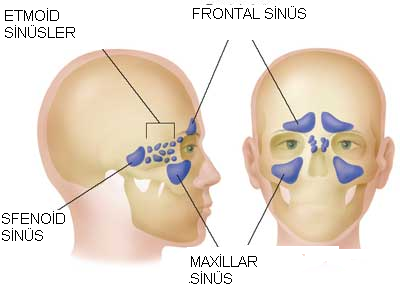 ETMOİD
SİNÜSLER
FRONTAL SİNÜS
SFENOİD
SİNÜS
MAXİLLAR
SİNÜS